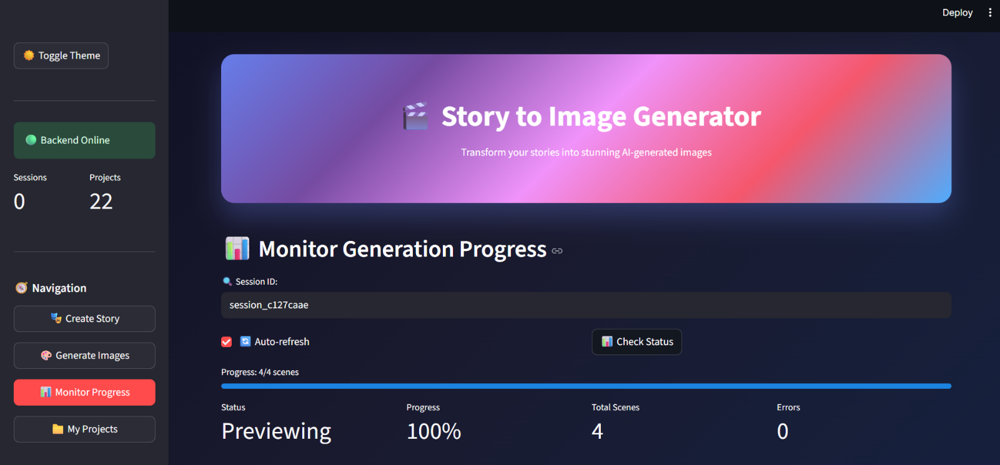 Deploy
Toggle Theme
Backend Online
Sessions
Projects
0
22
Navigation
Create Story
Generate Images
Monitor Progress
My Projects
Story to Image Generator
Transform your stories into stunning AI-generated images
Monitor Generation Progress
Session ID:
session_c127caae
Auto-refresh
Check Status
Progress: 4/4 scenes
Status
Progress
Total Scenes
Errors
Previewing
100%
4
0